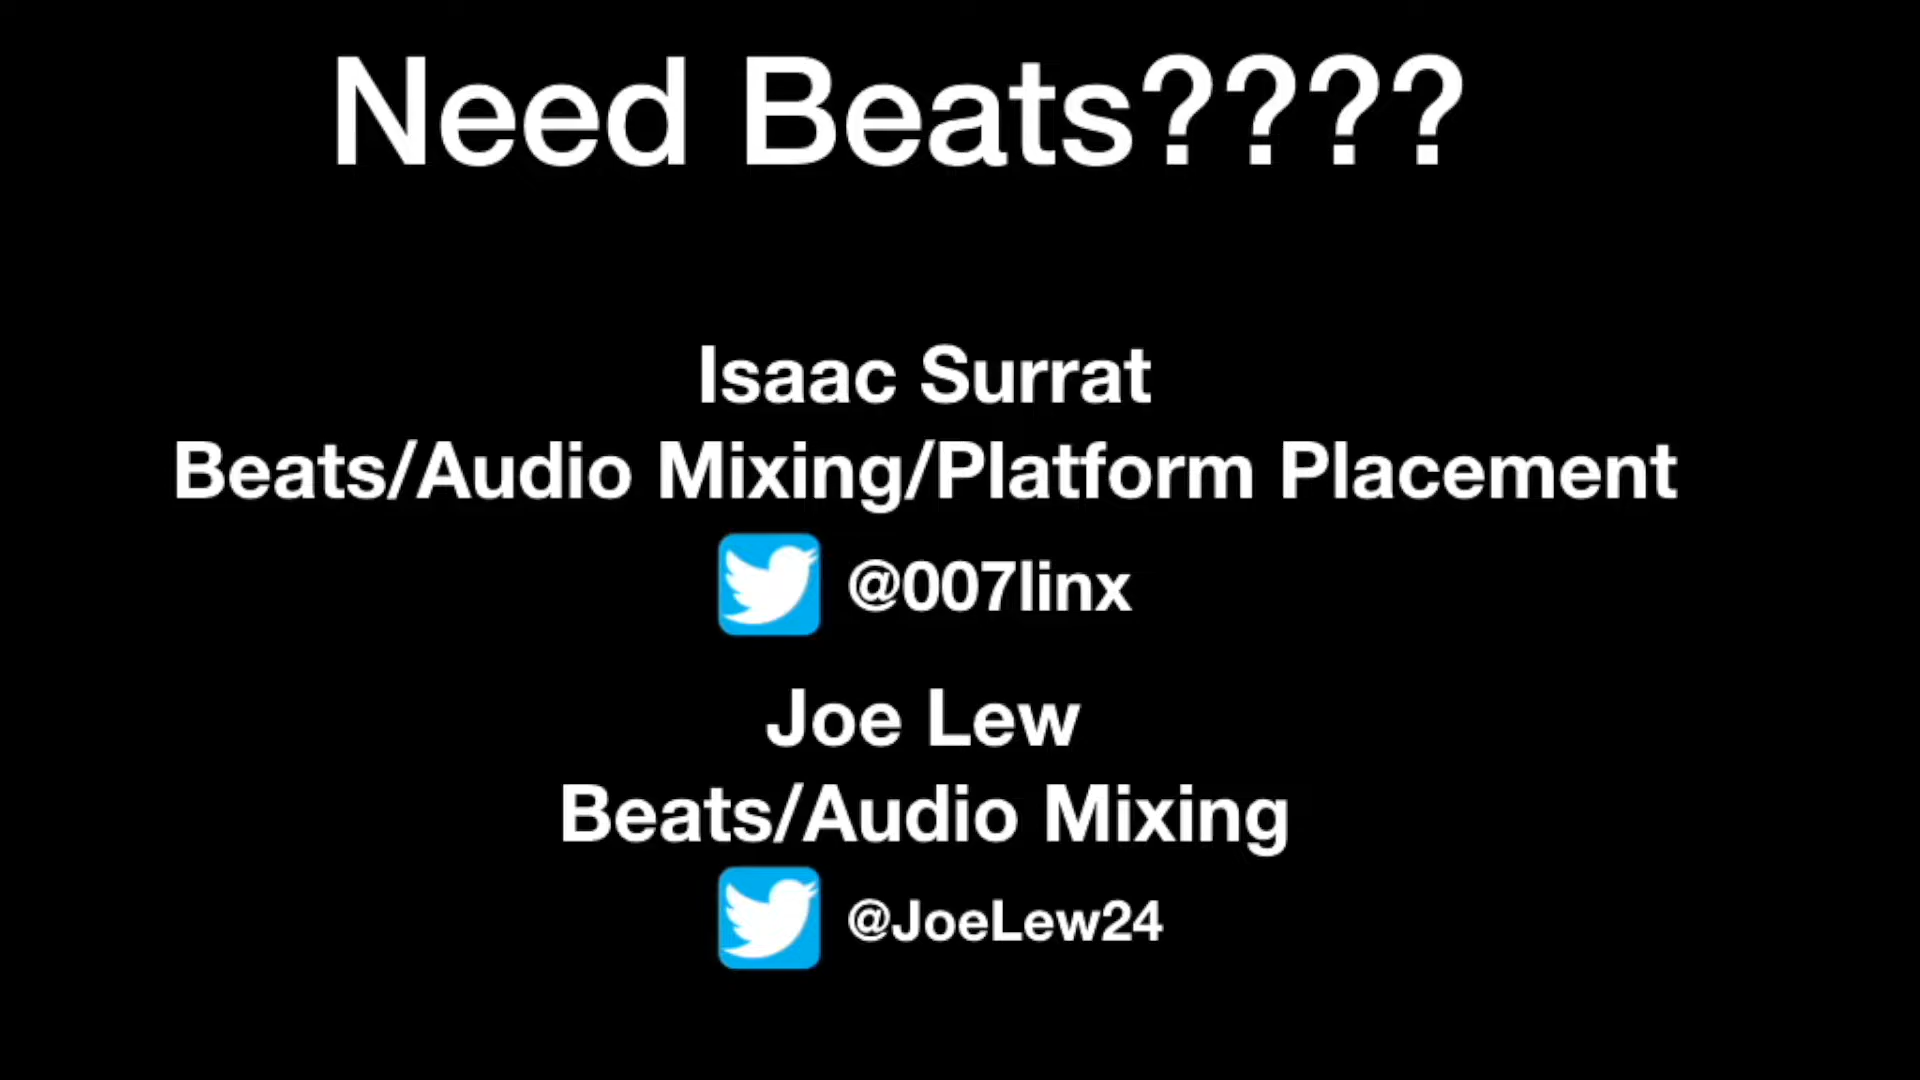 Need Beats????
Isaac Surrat
Beats/Audio Mixing/Platform Placement
@007linx
Joe Lew
Beats/Audio Mixing
@JoeLew24